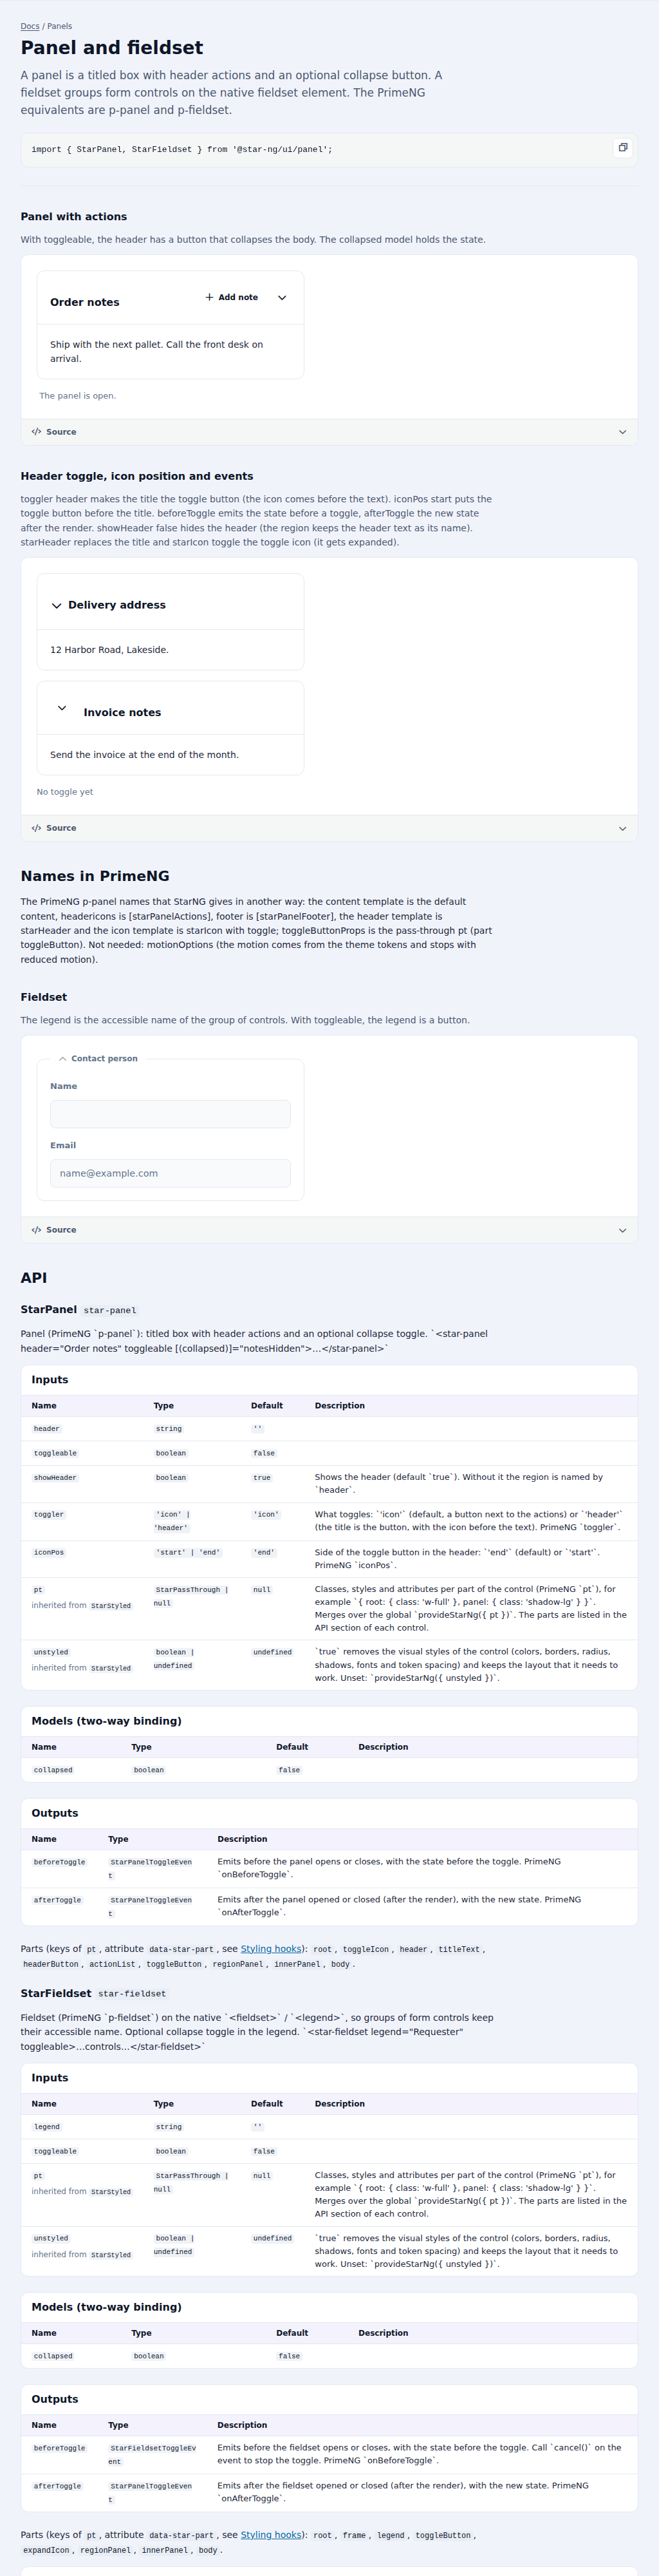 Docs / Panels
Panel and fieldset
A panel is a titled box with header actions and an optional collapse button. A
fieldset groups form controls on the native fieldset element. The PrimeNG
equivalents are p-panel and p-fieldset.
import { StarPanel, StarFieldset } from '@star-ng/ui/panel';
Panel with actions
With toggleable, the header has a button that collapses the body. The collapsed model holds the state.
Order notes
Add note
Ship with the next pallet. Call the front desk on
arrival.
The panel is open.
Source
Header toggle, icon position and events
toggler header makes the title the toggle button (the icon comes before the text). iconPos start puts the
toggle button before the title. beforeToggle emits the state before a toggle, afterToggle the new state
after the render. showHeader false hides the header (the region keeps the header text as its name).
starHeader replaces the title and starIcon toggle the toggle icon (it gets expanded).
Delivery address
12 Harbor Road, Lakeside.
Invoice notes
Send the invoice at the end of the month.
No toggle yet
Source
Names in PrimeNG
The PrimeNG p-panel names that StarNG gives in another way: the content template is the default
content, headericons is [starPanelActions], footer is [starPanelFooter], the header template is
starHeader and the icon template is starIcon with toggle; toggleButtonProps is the pass-through pt (part
toggleButton). Not needed: motionOptions (the motion comes from the theme tokens and stops with
reduced motion).
Fieldset
The legend is the accessible name of the group of controls. With toggleable, the legend is a button.
Contact person
Name
Email
name@example.com
Source
API
StarPanel star-panel
Panel (PrimeNG `p-panel`): titled box with header actions and an optional collapse toggle. `<star-panel
header="Order notes" toggleable [(collapsed)]="notesHidden">…</star-panel>`
Inputs
Name Type Default Description
header string ''
toggleable boolean false
showHeader boolean true Shows the header (default `true`). Without it the region is named by
`header`.
toggler 'icon' | 'icon' What toggles: `'icon'` (default, a button next to the actions) or `'header'`
'header' (the title is the button, with the icon before the text). PrimeNG `toggler`.
iconPos 'start' | 'end' 'end' Side of the toggle button in the header: `'end'` (default) or `'start'`.
PrimeNG `iconPos`.
pt StarPassThrough | null Classes, styles and attributes per part of the control (PrimeNG `pt`), for
inherited from StarStyled null example `{ root: { class: 'w-full' }, panel: { class: 'shadow-lg' } }`.
Merges over the global `provideStarNg({ pt })`. The parts are listed in the
API section of each control.
unstyled boolean | undefined `true` removes the visual styles of the control (colors, borders, radius,
inherited from StarStyled undefined shadows, fonts and token spacing) and keeps the layout that it needs to
work. Unset: `provideStarNg({ unstyled })`.
Models (two-way binding)
Name Type Default Description
collapsed boolean false
Outputs
Name Type Description
beforeToggle StarPanelToggleEven Emits before the panel opens or closes, with the state before the toggle. PrimeNG
t `onBeforeToggle`.
afterToggle StarPanelToggleEven Emits after the panel opened or closed (after the render), with the new state. PrimeNG
t `onAfterToggle`.
Parts (keys of pt, attribute data-star-part, see Styling hooks): root, toggleIcon, header, titleText,
headerButton, actionList, toggleButton, regionPanel, innerPanel, body.
StarFieldset star-fieldset
Fieldset (PrimeNG `p-fieldset`) on the native `<fieldset>` / `<legend>`, so groups of form controls keep
their accessible name. Optional collapse toggle in the legend. `<star-fieldset legend="Requester"
toggleable>…controls…</star-fieldset>`
Inputs
Name Type Default Description
legend string ''
toggleable boolean false
pt StarPassThrough | null Classes, styles and attributes per part of the control (PrimeNG `pt`), for
inherited from StarStyled null example `{ root: { class: 'w-full' }, panel: { class: 'shadow-lg' } }`.
Merges over the global `provideStarNg({ pt })`. The parts are listed in the
API section of each control.
unstyled boolean | undefined `true` removes the visual styles of the control (colors, borders, radius,
inherited from StarStyled undefined shadows, fonts and token spacing) and keeps the layout that it needs to
work. Unset: `provideStarNg({ unstyled })`.
Models (two-way binding)
Name Type Default Description
collapsed boolean false
Outputs
Name Type Description
beforeToggle StarFieldsetToggleEv Emits before the fieldset opens or closes, with the state before the toggle. Call `cancel()` on the
ent event to stop the toggle. PrimeNG `onBeforeToggle`.
afterToggle StarPanelToggleEven Emits after the fieldset opened or closed (after the render), with the new state. PrimeNG
t `onAfterToggle`.
Parts (keys of pt, attribute data-star-part, see Styling hooks): root, frame, legend, toggleButton,
expandIcon, regionPanel, innerPanel, body.